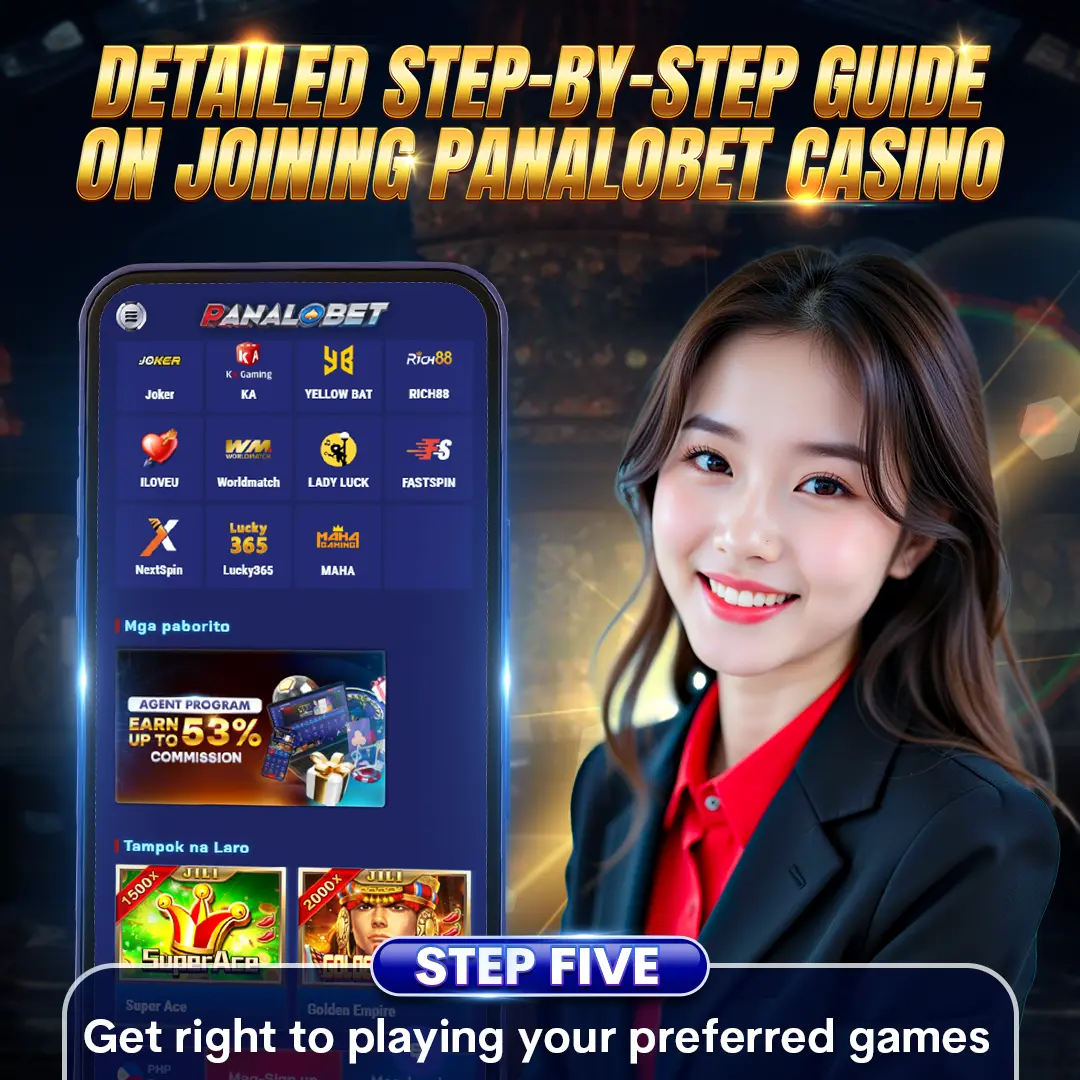 DETAILED STEP-BY-STEP GUIDE
ON JOINING PANALOBET CASINO
PANALOBET
JOKER
KA
K Gaming
YB
RiCH88
Joker
KA
YELLOW BAT
RICH88
WM
WORLDMATCH
FS
ILOVEU
Worldmatch
LADY LUCK
FASTSPIN
X
Lucky
365
MAHA
GAMING
NextSpin
Lucky365
MAHA
Mga paborito
AGENT PROGRAM
EARN
UP TO 53%
COMMISSION
Tampok na Laro
1500X
JILI
SuperAce
2000X
JILI
Super Ace
Golden Empire
STEP FIVE
Get right to playing your preferred games
PHP